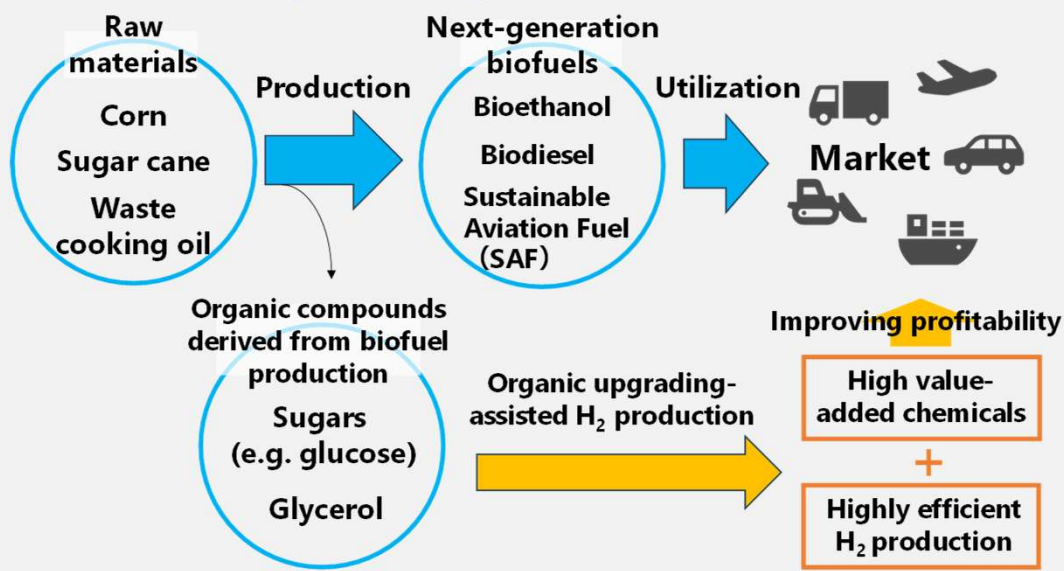 Raw
materials
Corn
Sugar cane
Waste
cooking oil
Production
Next-generation
biofuels
Bioethanol
Biodiesel
Sustainable
Aviation Fuel
(SAF)
Utilization
Market
Organic compounds
derived from biofuel
production
Sugars
(e.g. glucose)
Glycerol
Organic upgrading-
assisted H₂ production
Improving profitability
High value-
added chemicals
+
Highly efficient
H₂ production